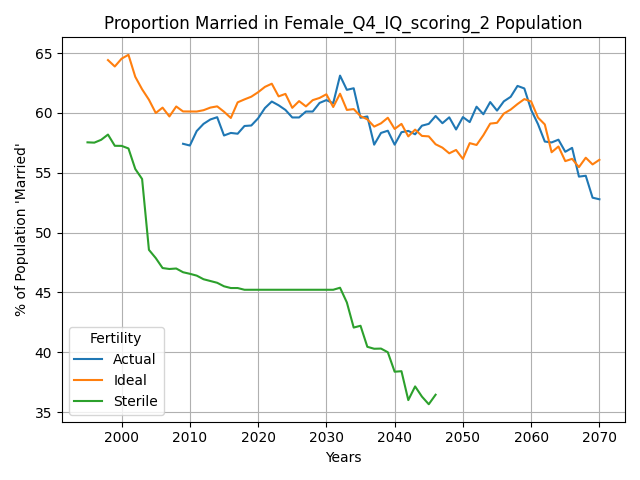 Proportion Married in Female_Q4_IQ_scoring_2 Population
% of Population 'Married'
65
60
55
50
45
40
35
Fertility
Actual
Ideal
Sterile
2000 2010 2020 2030 2040 2050 2060 2070
Years